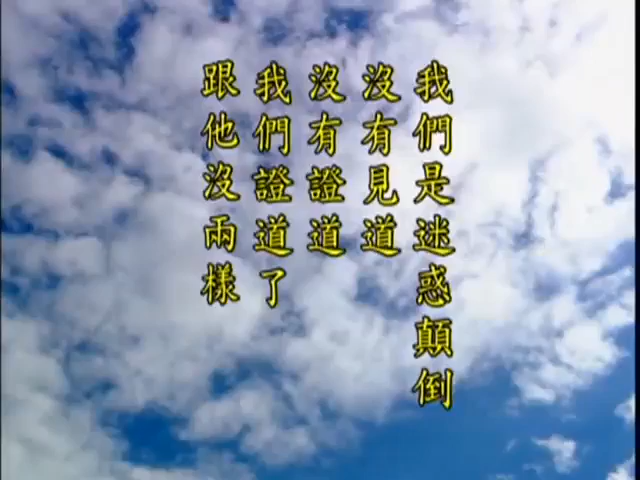 我們是迷惑顛倒
沒有見道
沒有證道
我們證道了
跟他沒兩樣